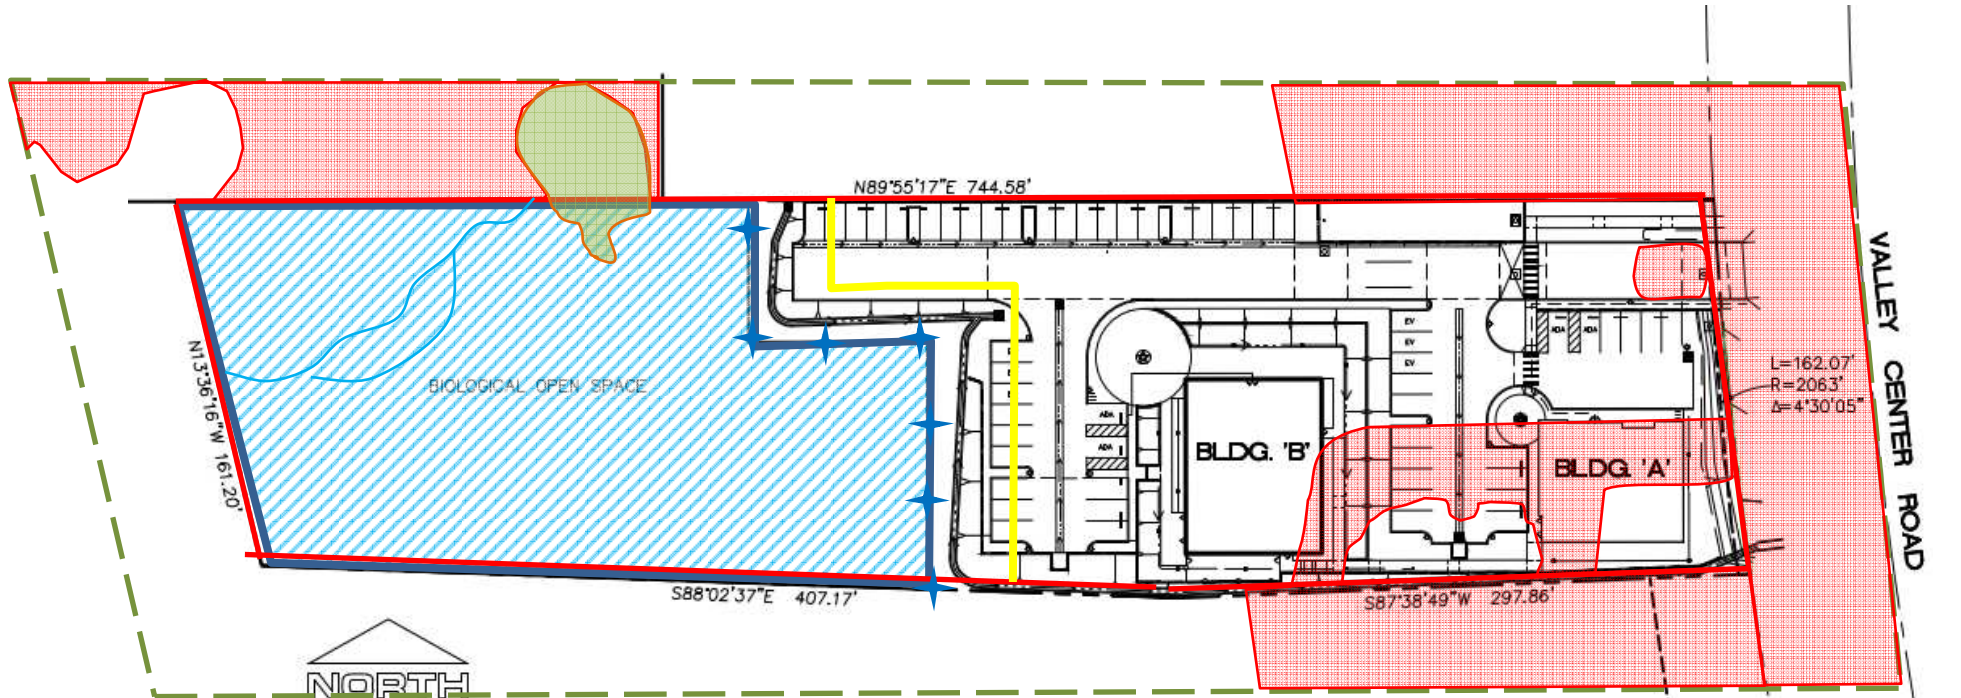 N89°55'17"E 744.58'
VALLEY CENTER ROAD
EV
EV
EV
ADA
ADA
L=162.07'
R=2063'
Δ=4°30'05"
N13°36'16"W 161.20'
BIOLOGICAL OPEN SPACE
ADA
ADA
BLDG. 'B'
BLDG. 'A'
S88°02'37"E 407.17'
S87°38'49"W 297.86'
NORTH